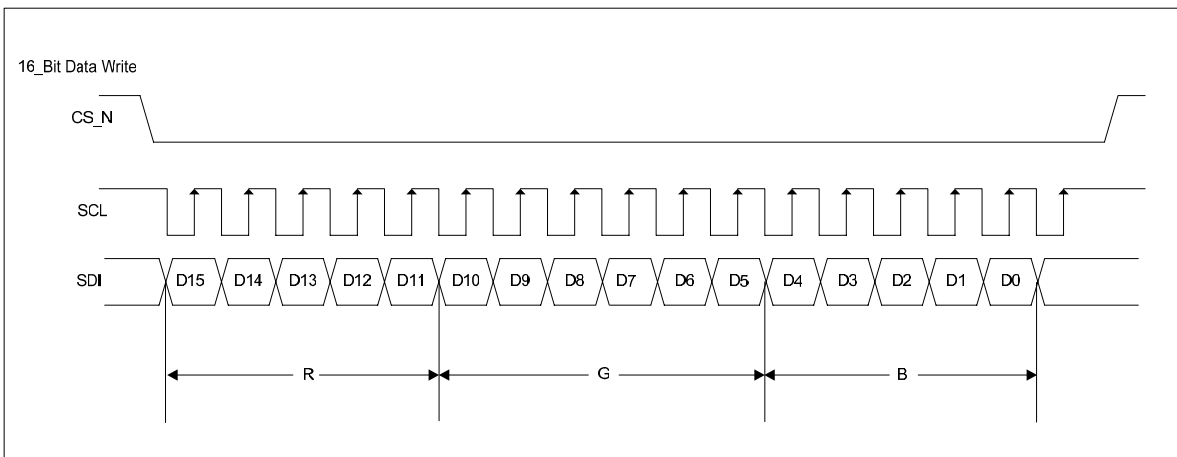 16_Bit Data Write
CS_N
SCL
SDI D15 D14 D13 D12 D11 D10 D9 D8 D7 D6 D5 D4 D3 D2 D1 D0
R G B